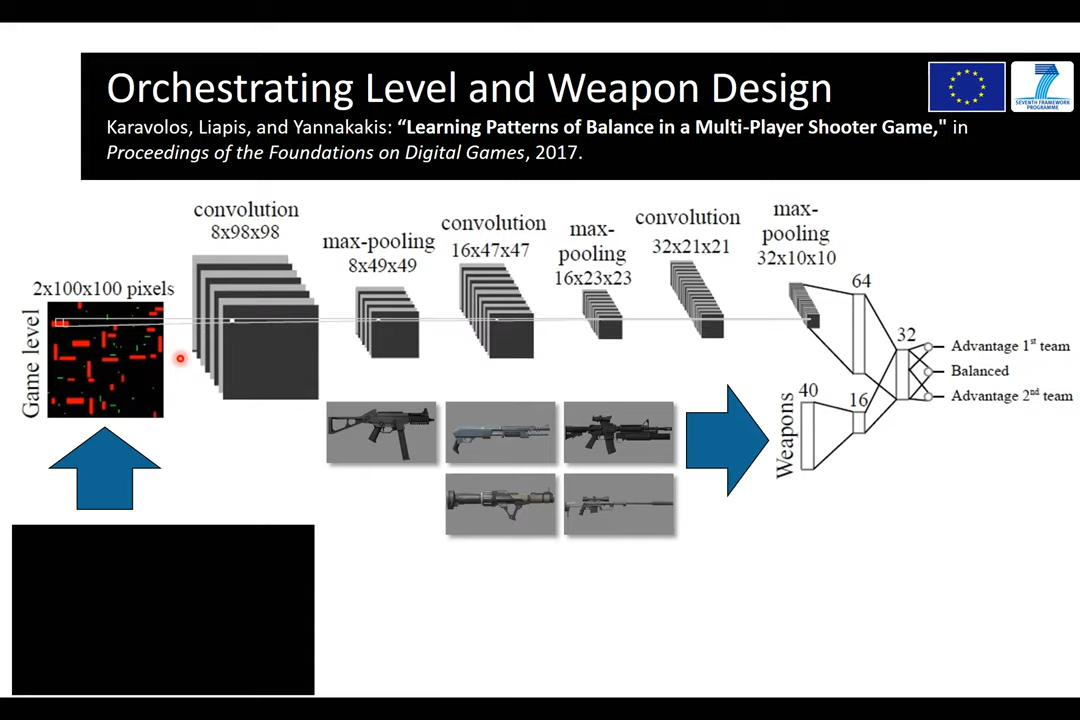 Orchestrating Level and Weapon Design
Karavolos, Liapis, and Yannakakis: “Learning Patterns of Balance in a Multi-Player Shooter Game," in
Proceedings of the Foundations on Digital Games, 2017.
SEVENTH FRAMEWORK
PROGRAMME
convolution
8x98x98
max-pooling
8x49x49
convolution
16x47x47
max-
pooling
16x23x23
convolution
32x21x21
max-
pooling
32x10x10
2x100x100 pixels
Game level
64
32
Advantage 1st team
Balanced
Advantage 2nd team
40
16
Weapons